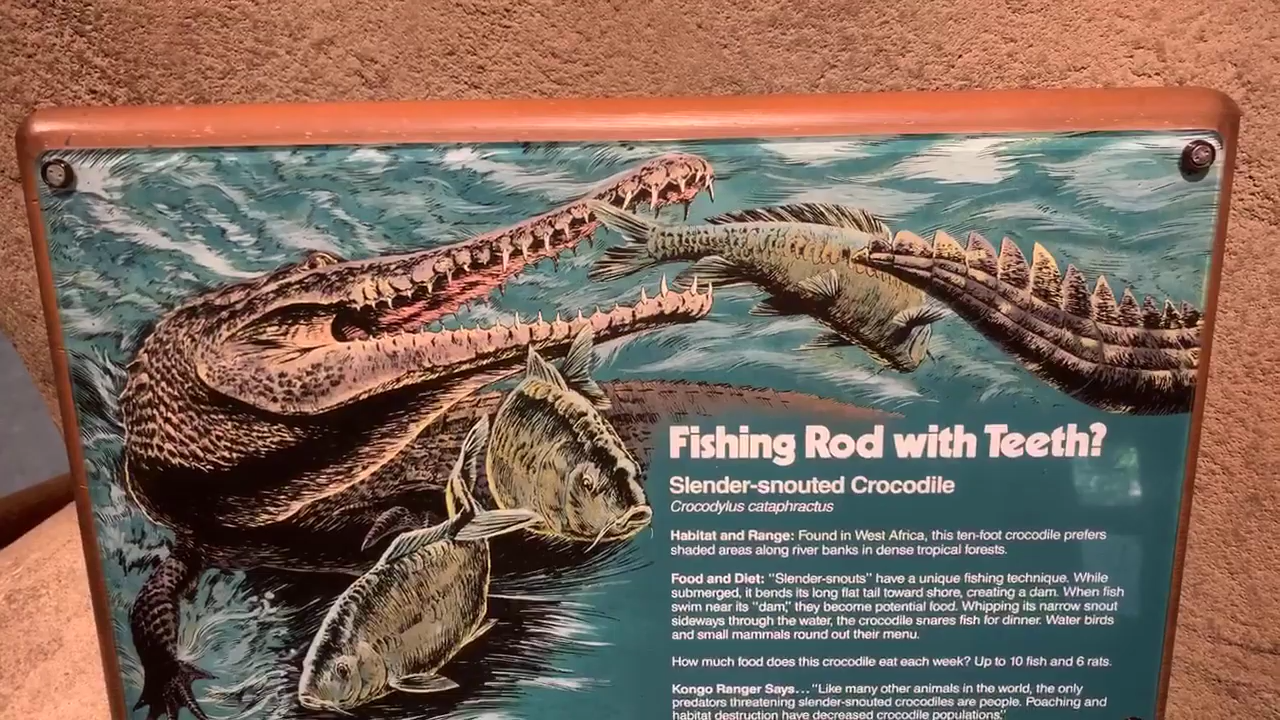 Fishing Rod with Teeth?
Slender-snouted Crocodile
Crocodylus cataphractus
Habitat and Range: Found in West Africa, this ten-foot crocodile prefers
shaded areas along river banks in dense tropical forests.
Food and Diet: "Slender-snouts" have a unique fishing technique. While
submerged, it bends its long flat tail toward shore, creating a dam. When fish
swim near its "dam," they become potential food. Whipping its narrow snout
sideways through the water, the crocodile snares fish for dinner. Water birds
and small mammals round out their menu.
How much food does this crocodile eat each week? Up to 10 fish and 6 rats.
Kongo Ranger Says... "Like many other animals in the world, the only
predators threatening slender-snouted crocodiles are people. Poaching and
habitat destruction have decreased crocodile populations."